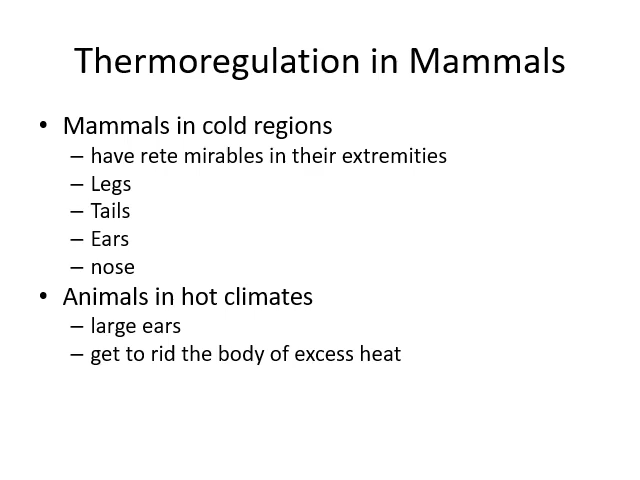 Thermoregulation in Mammals
• Mammals in cold regions
– have rete mirables in their extremities
– Legs
– Tails
– Ears
– nose
• Animals in hot climates
– large ears
– get to rid the body of excess heat